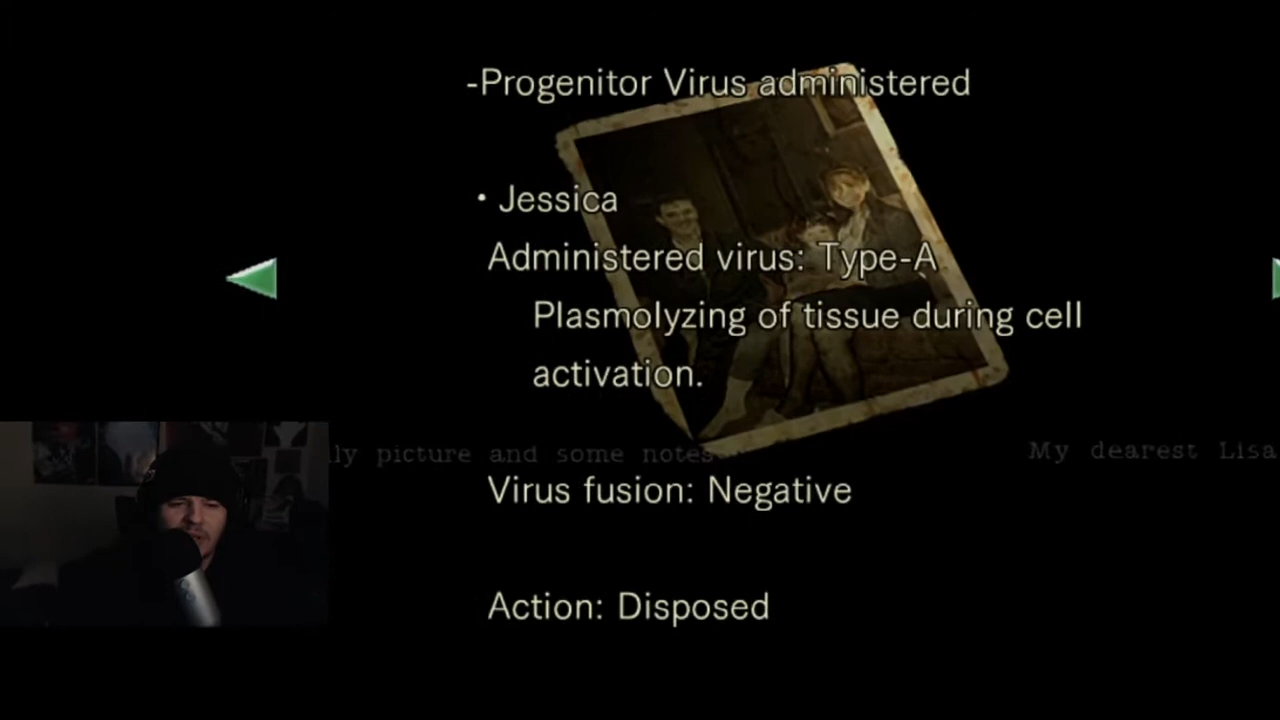 -Progenitor Virus administered
・Jessica
Administered virus: Type-A
Plasmolyzing of tissue during cell
activation.
ly picture and some notes
My dearest Lisa
Virus fusion: Negative
Action: Disposed